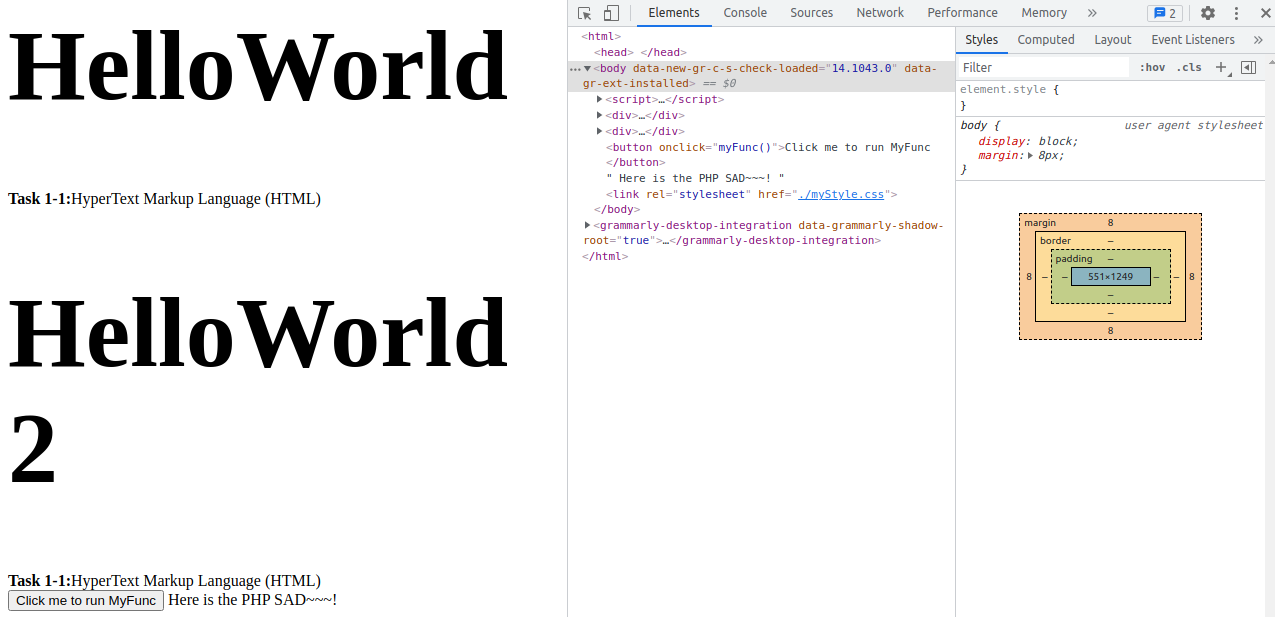 HelloWorld
Task 1-1:HyperText Markup Language (HTML)
HelloWorld
2
Task 1-1:HyperText Markup Language (HTML)
Click me to run MyFunc Here is the PHP SAD~~~!
Elements Console Sources Network Performance Memory » 2
<html>
<head> </head>
<body data-new-gr-c-s-check-loaded="14.1043.0" data-
gr-ext-installed> == $0
<script>…</script>
<div>…</div>
<div>…</div>
<button onclick="myFunc()">Click me to run MyFunc
</button>
" Here is the PHP SAD~~~! "
<link rel="stylesheet" href="./myStyle.css">
</body>
<grammarly-desktop-integration data-grammarly-shadow-
root="true">…</grammarly-desktop-integration>
</html>
Styles Computed Layout Event Listeners »
Filter :hov .cls +
element.style {
}
body { user agent stylesheet
display: block;
margin: 8px;
}
margin 8
border –
padding –
8 – – 551×1249 – – 8
–
–
8